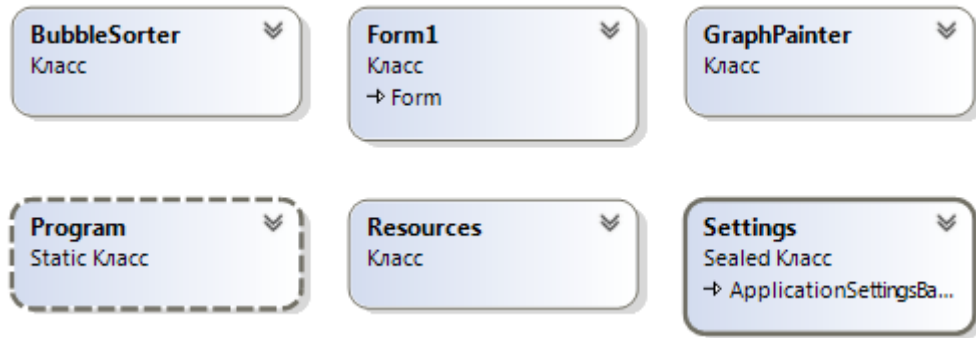 BubbleSorter
Класс
Form1
Класс
Form
GraphPainter
Класс
Program
Static Класс
Resources
Класс
Settings
Sealed Класс
ApplicationSettingsBa...